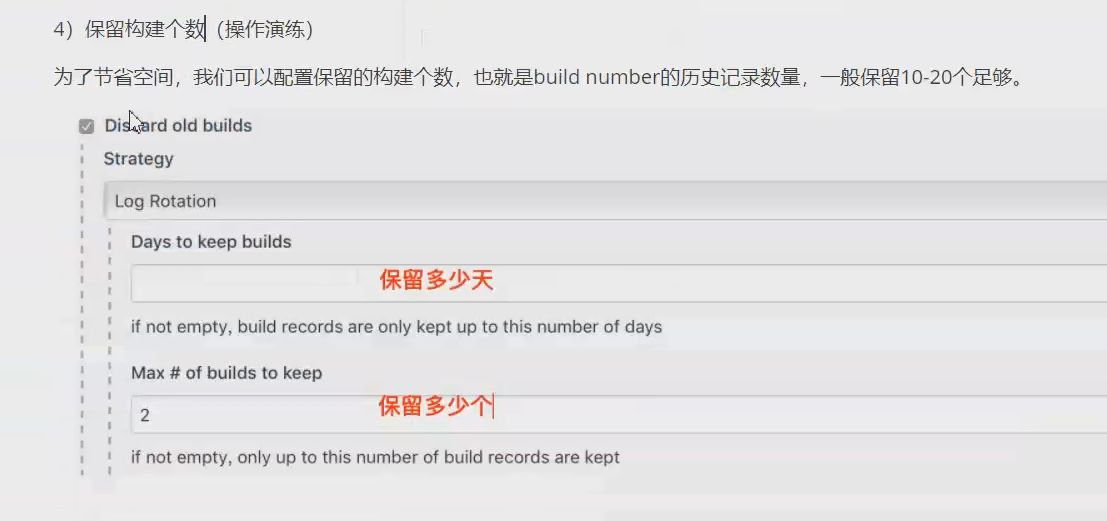 4）保留构建个数（操作演练）
为了节省空间，我们可以配置保留的构建个数，也就是build number的历史记录数量，一般保留10-20个足够。
Discard old builds
Strategy
Log Rotation
Days to keep builds
保留多少天
if not empty, build records are only kept up to this number of days
Max # of builds to keep
2 保留多少个
if not empty, only up to this number of build records are kept